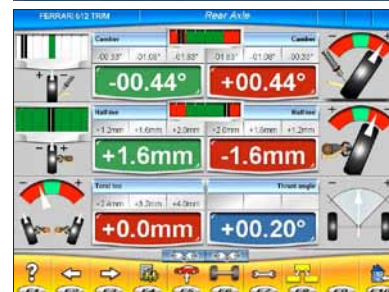 FERRARI 612 TRIM Rear Axle
Camber Camber
-00.33° -01.08° -01.83° -01.83° -01.08° -00.33°
-00.44° +00.44°
Half toe Half toe
+1.2mm +1.6mm +2.0mm +2.0mm +1.6mm +1.2mm
+1.6mm -1.6mm
Total toe Thrust angle
+2.4mm +3.2mm +4.0mm
+0.0mm +00.20°